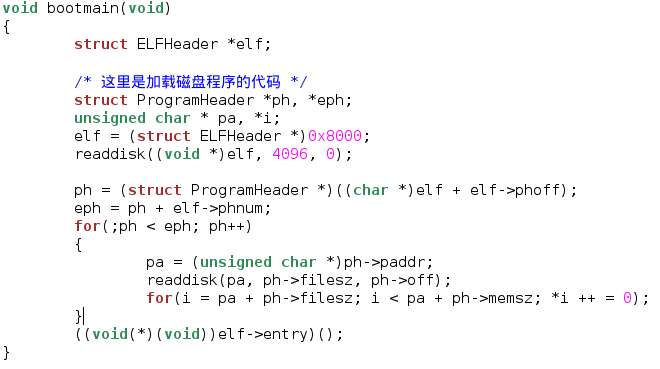 void bootmain(void)
{
        struct ELFHeader *elf;

        /* 这里是加载磁盘程序的代码 */
        struct ProgramHeader *ph, *eph;
        unsigned char * pa, *i;
        elf = (struct ELFHeader *)0x8000;
        readdisk((void *)elf, 4096, 0);

        ph = (struct ProgramHeader *)((char *)elf + elf->phoff);
        eph = ph + elf->phnum;
        for(;ph < eph; ph++)
        {
                pa = (unsigned char *)ph->paddr;
                readdisk(pa, ph->filesz, ph->off);
                for(i = pa + ph->filesz; i < pa + ph->memsz; *i ++ = 0);
        }
        ((void(*)(void))elf->entry)();
}